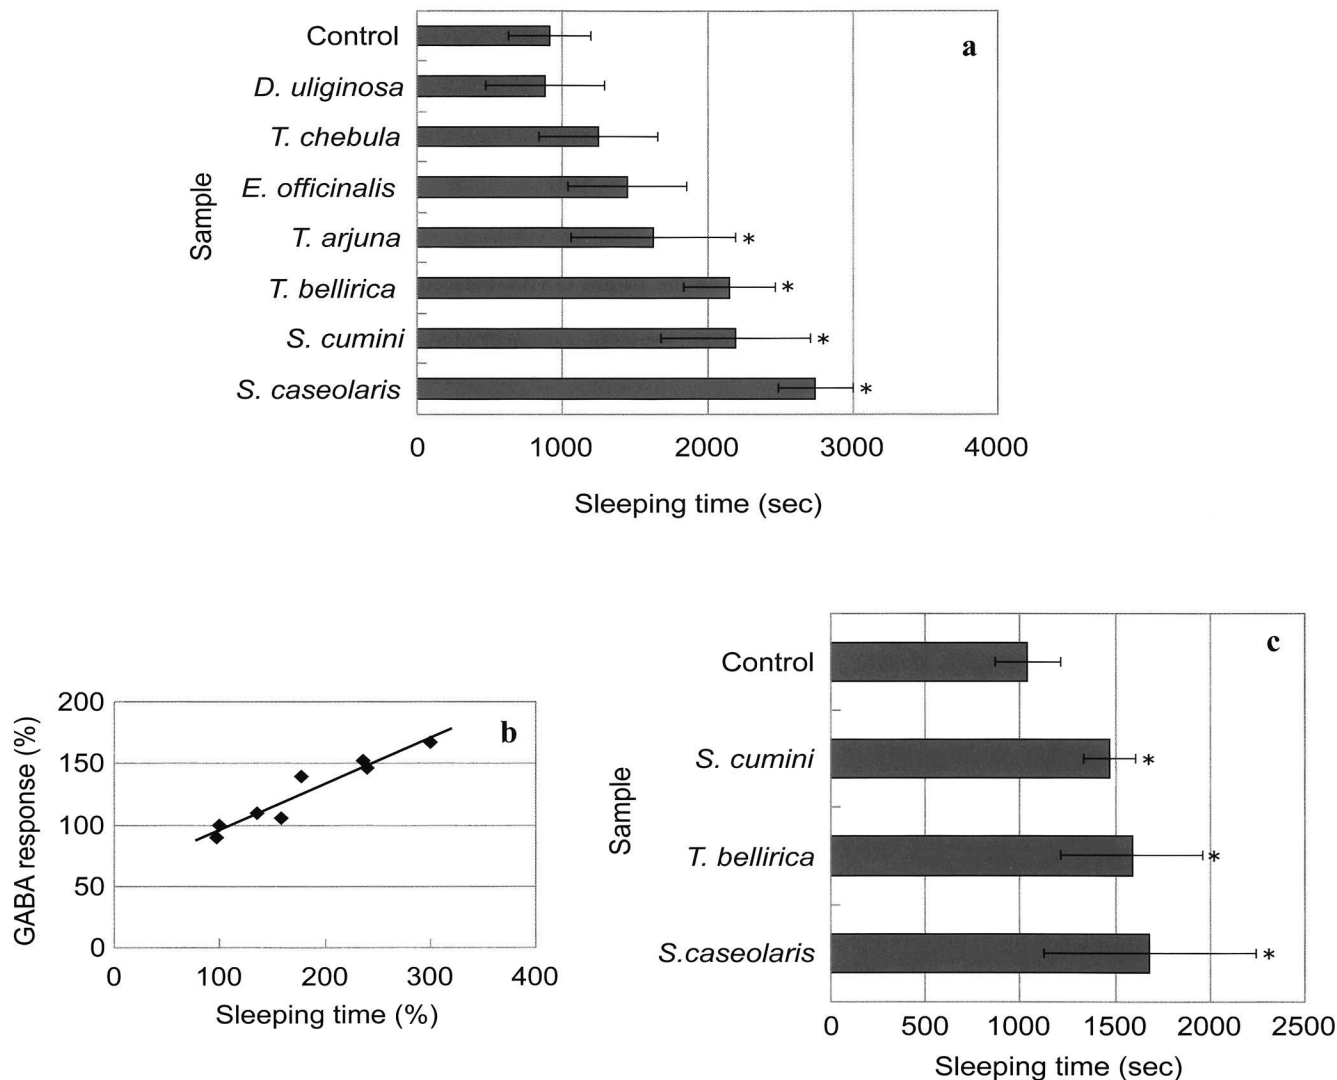 a
Control
D. uliginosa
T. chebula
E. officinalis
T. arjuna *
T. bellirica *
S. cumini *
S. caseolaris *
Sample
0 1000 2000 3000 4000
Sleeping time (sec)
b
200
150
100
50
0
GABA response (%)
0 100 200 300 400
Sleeping time (%)
c
Control
S. cumini *
T. bellirica *
S.caseolaris *
Sample
0 500 1000 1500 2000 2500
Sleeping time (sec)